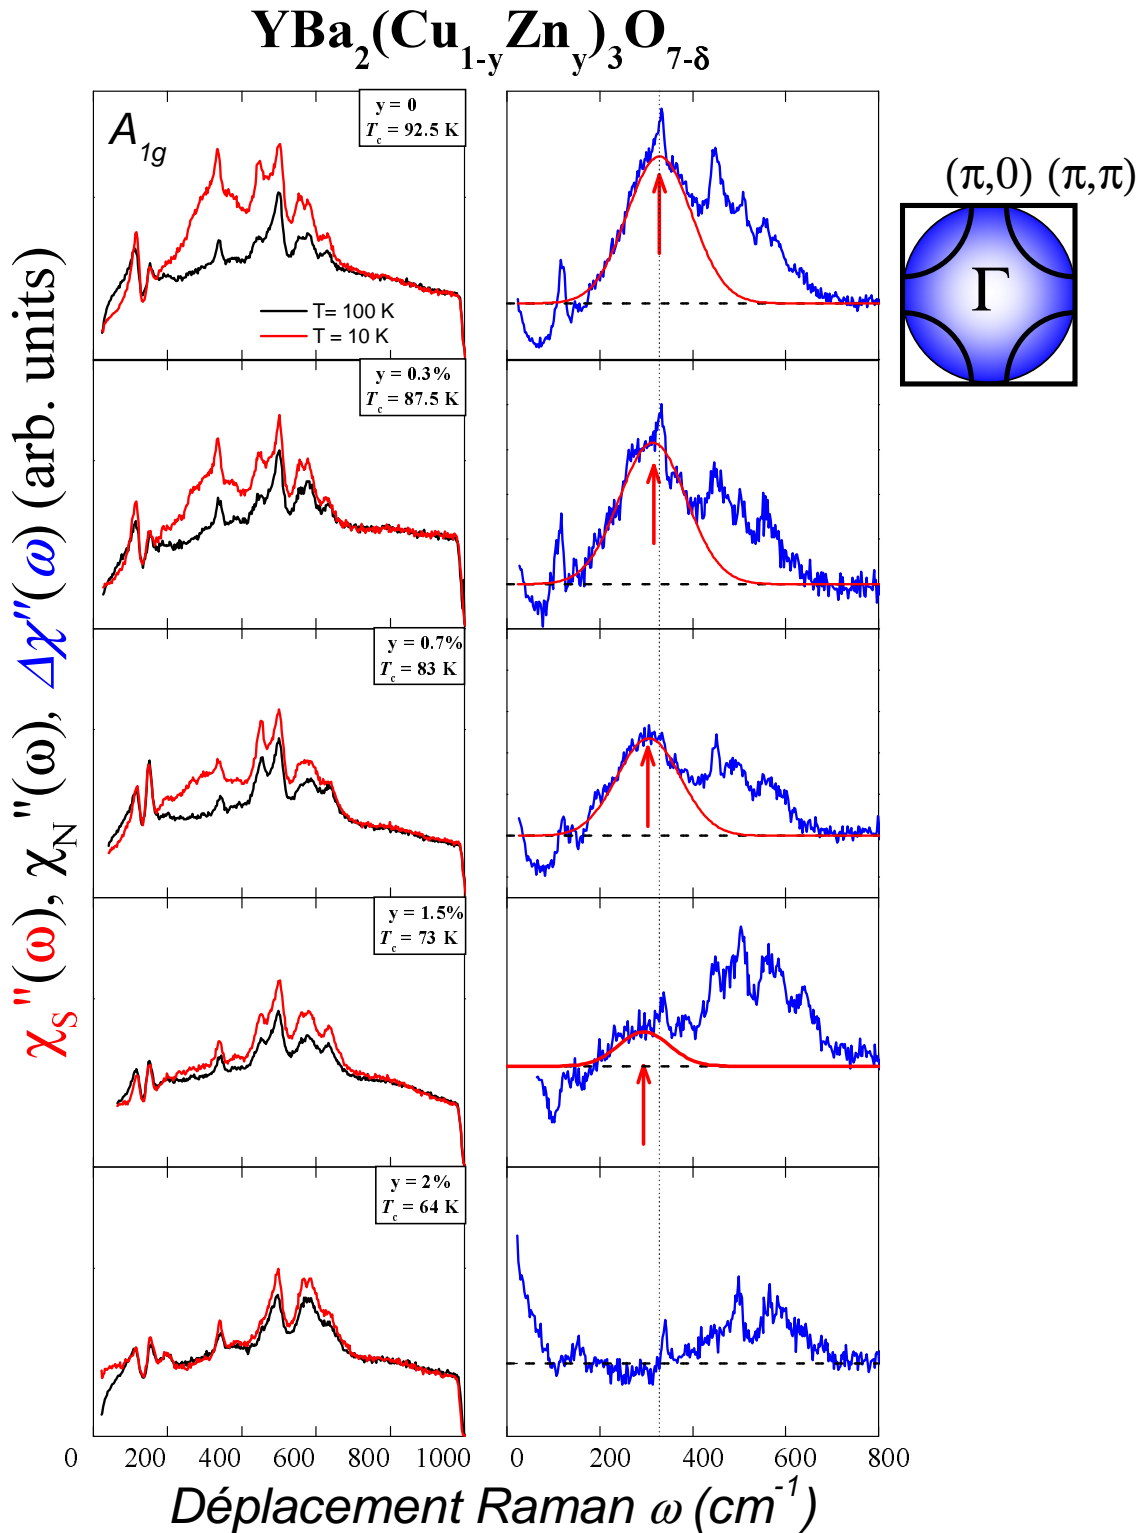 YBa2(Cu1-yZny)3O7-δ
A1g
y = 0
Tc = 92.5 K
T= 100 K
T = 10 K
(π,0) (π,π)
Γ
y = 0.3%
Tc = 87.5 K
y = 0.7%
Tc = 83 K
y = 1.5%
Tc = 73 K
y = 2%
Tc = 64 K
χS''(ω), χN''(ω), Δχ''(ω) (arb. units)
0 200 400 600 800 1000
0 200 400 600 800
Déplacement Raman ω (cm-1)